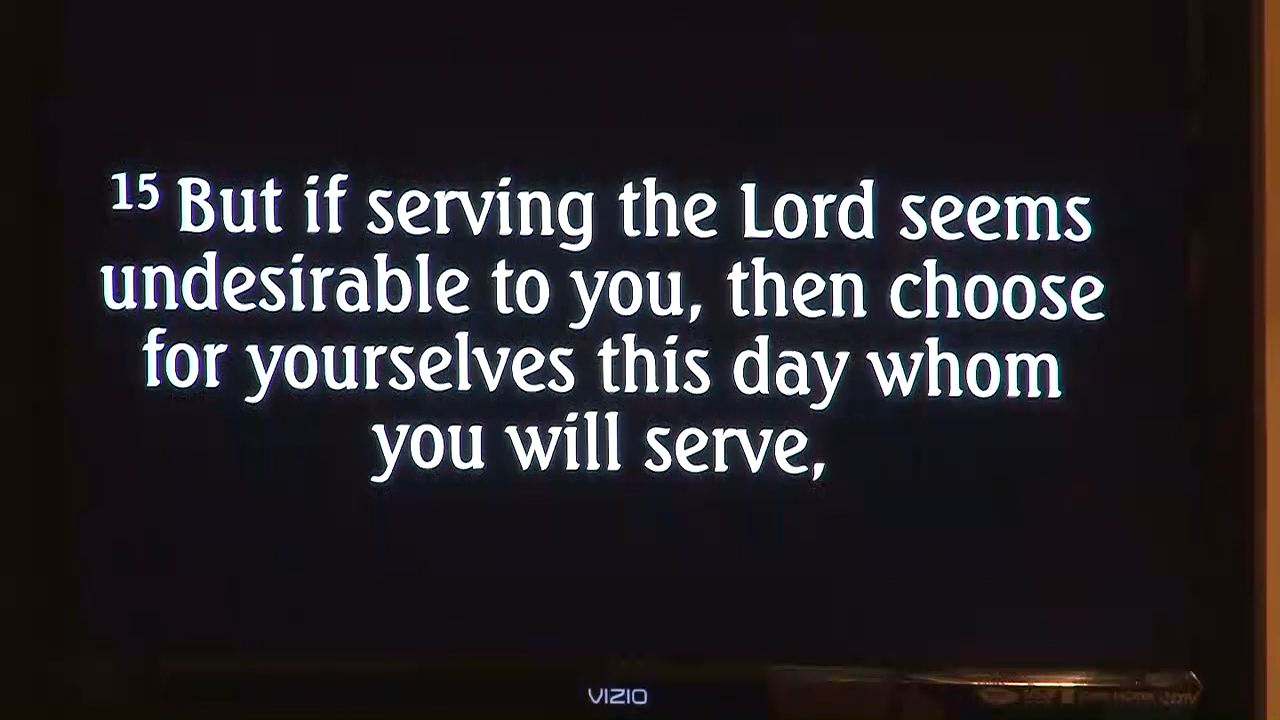 15 But if serving the Lord seems
undesirable to you, then choose
for yourselves this day whom
you will serve,
VIZIO